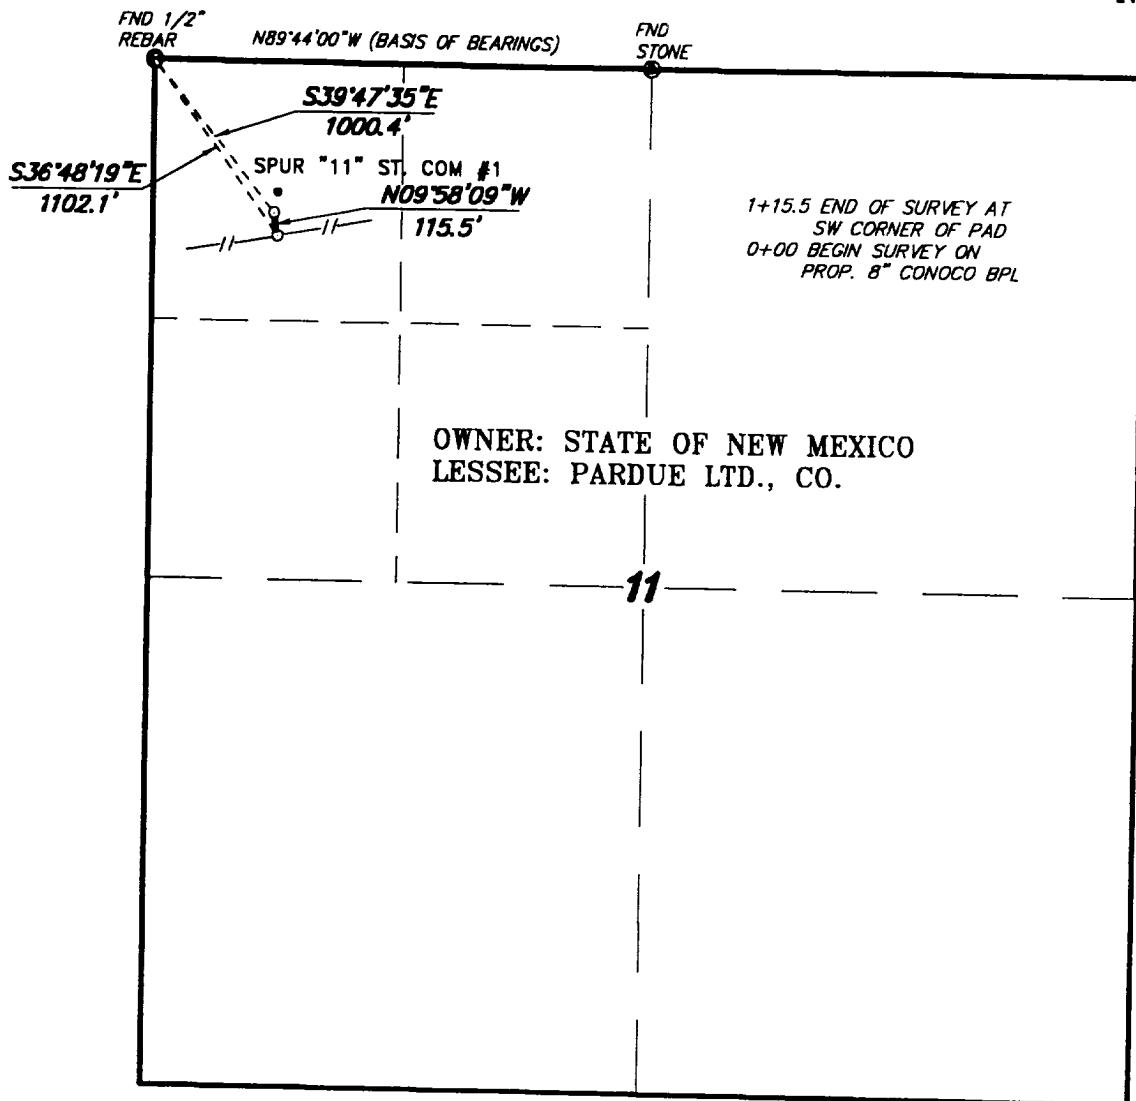 FND 1/2"
REBAR
N89°44'00"W (BASIS OF BEARINGS)
FND
STONE
S39°47'35"E
1000.4'
S36°48'19"E
1102.1'
SPUR "11" ST. COM #1
N09°58'09"W
115.5'
1+15.5 END OF SURVEY AT
SW CORNER OF PAD
0+00 BEGIN SURVEY ON
PROP. 8" CONOCO BPL
OWNER: STATE OF NEW MEXICO
LESSEE: PARDUE LTD., CO.
11